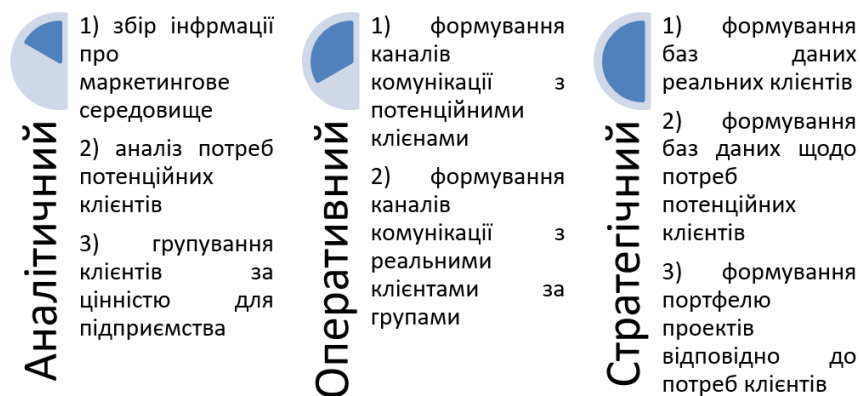 Аналітичний
1) збір інфрмації
про
маркетингове
середовище
2) аналіз потреб
потенційних
клієнтів
3) групування
клієнтів за
цінністю для
підприємства
Оперативний
1) формування
каналів
комунікації з
потенційними
клієнами
2) формування
каналів
комунікації з
реальними
клієнтами за
групами
Стратегічний
1) формування
баз даних
реальних клієнтів
2) формування
баз даних щодо
потреб
потенційних
клієнтів
3) формування
портфелю
проектів
відповідно до
потреб клієнтів